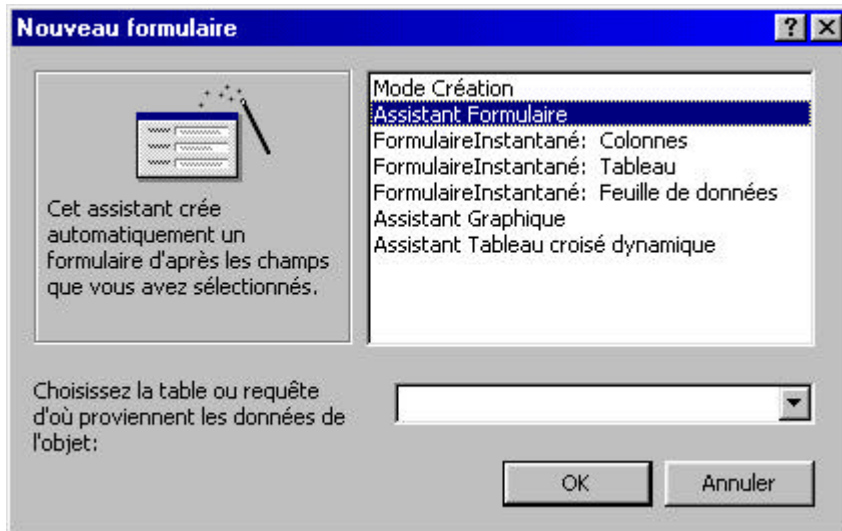 Nouveau formulaire
Mode Création
Assistant Formulaire
FormulaireInstantané: Colonnes
FormulaireInstantané: Tableau
FormulaireInstantané: Feuille de données
Assistant Graphique
Assistant Tableau croisé dynamique
Cet assistant crée
automatiquement un
formulaire d'après les champs
que vous avez sélectionnés.
Choisissez la table ou requête
d'où proviennent les données de
l'objet:
OK
Annuler